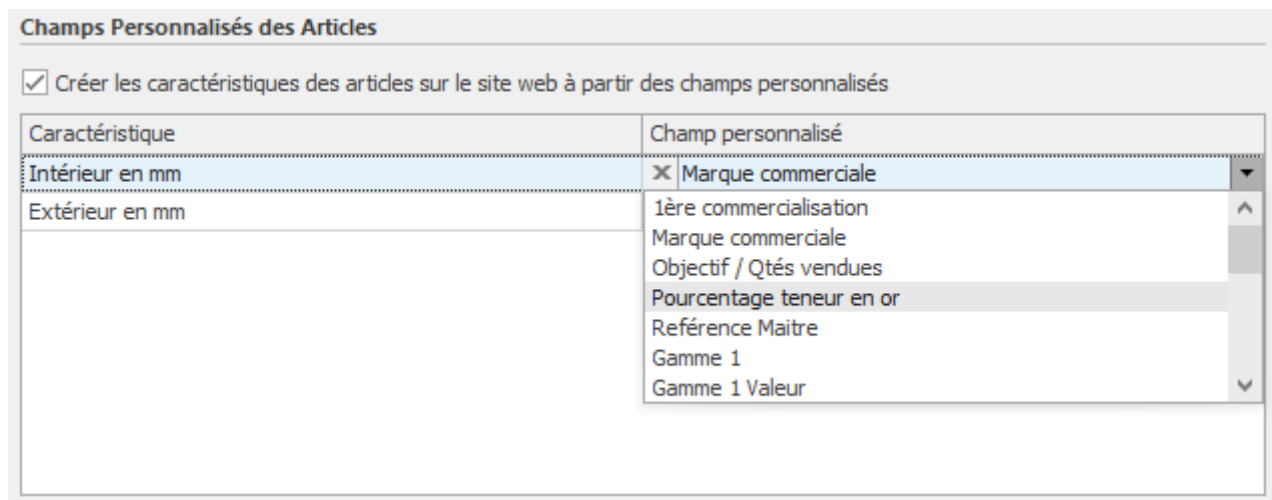 Champs Personnalisés des Articles
Créer les caractéristiques des articles sur le site web à partir des champs personnalisés
Caractéristique Champ personnalisé
Intérieur en mm Marque commerciale
Extérieur en mm
1ère commercialisation
Marque commerciale
Objectif / Qtés vendues
Pourcentage teneur en or
Reférence Maitre
Gamme 1
Gamme 1 Valeur